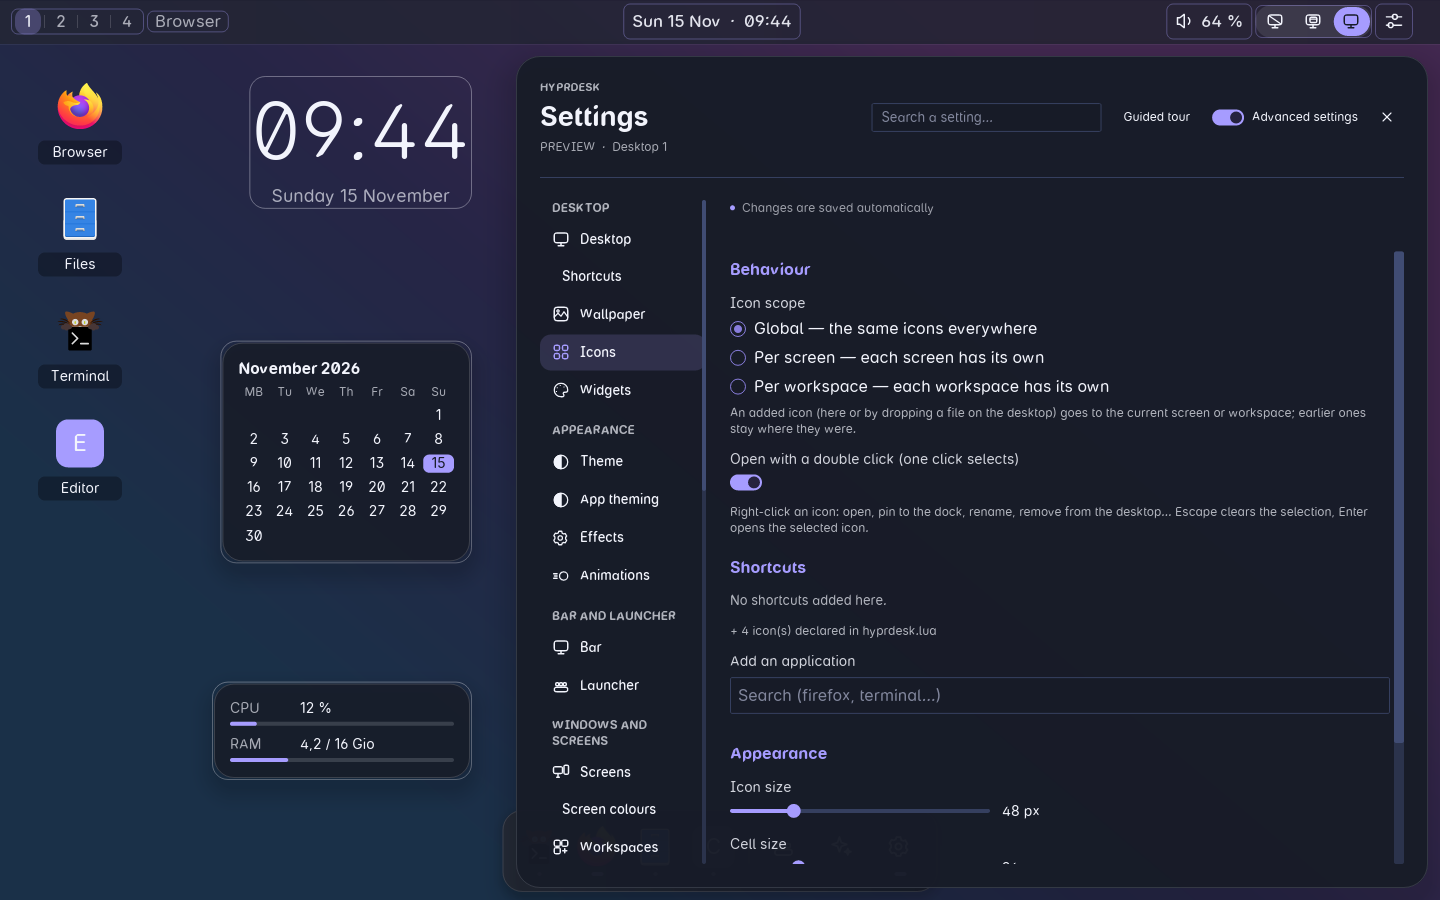 1 2 3 4 Browser
Sun 15 Nov · 09:44
64 %
Browser
Files
Terminal
E
Editor
09:44
Sunday 15 November
November 2026
MB Tu We Th Fr Sa Su
1
2 3 4 5 6 7 8
9 10 11 12 13 14 15
16 17 18 19 20 21 22
23 24 25 26 27 28 29
30
CPU 12 %
RAM 4,2 / 16 Gio
HYPRDESK
Settings
PREVIEW · Desktop 1
Search a setting...
Guided tour
Advanced settings
DESKTOP
Desktop
Shortcuts
Wallpaper
Icons
Widgets
APPEARANCE
Theme
App theming
Effects
Animations
BAR AND LAUNCHER
Bar
Launcher
WINDOWS AND
SCREENS
Screens
Screen colours
Workspaces
Changes are saved automatically
Behaviour
Icon scope
Global — the same icons everywhere
Per screen — each screen has its own
Per workspace — each workspace has its own
An added icon (here or by dropping a file on the desktop) goes to the current screen or workspace; earlier ones
stay where they were.
Open with a double click (one click selects)
Right-click an icon: open, pin to the dock, rename, remove from the desktop... Escape clears the selection, Enter
opens the selected icon.
Shortcuts
No shortcuts added here.
+ 4 icon(s) declared in hyprdesk.lua
Add an application
Search (firefox, terminal...)
Appearance
Icon size
48 px
Cell size